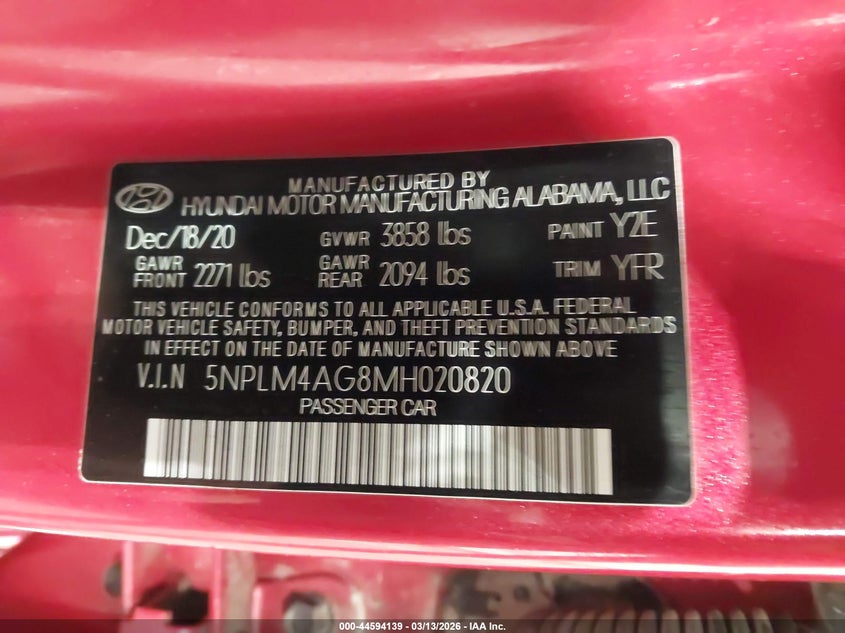 MANUFACTURED BY
HYUNDAI MOTOR MANUFACTURING ALABAMA, LLC
Dec/18/20 GVWR 3858 lbs PAINT Y2E
GAWR FRONT 2271 lbs GAWR REAR 2094 lbs TRIM YFR
THIS VEHICLE CONFORMS TO ALL APPLICABLE U.S.A. FEDERAL
MOTOR VEHICLE SAFETY, BUMPER, AND THEFT PREVENTION STANDARDS
IN EFFECT ON THE DATE OF MANUFACTURE SHOWN ABOVE
V.I.N 5NPLM4AG8MH020820
PASSENGER CAR
000-44594139 — 03/13/2026 — IAA Inc.